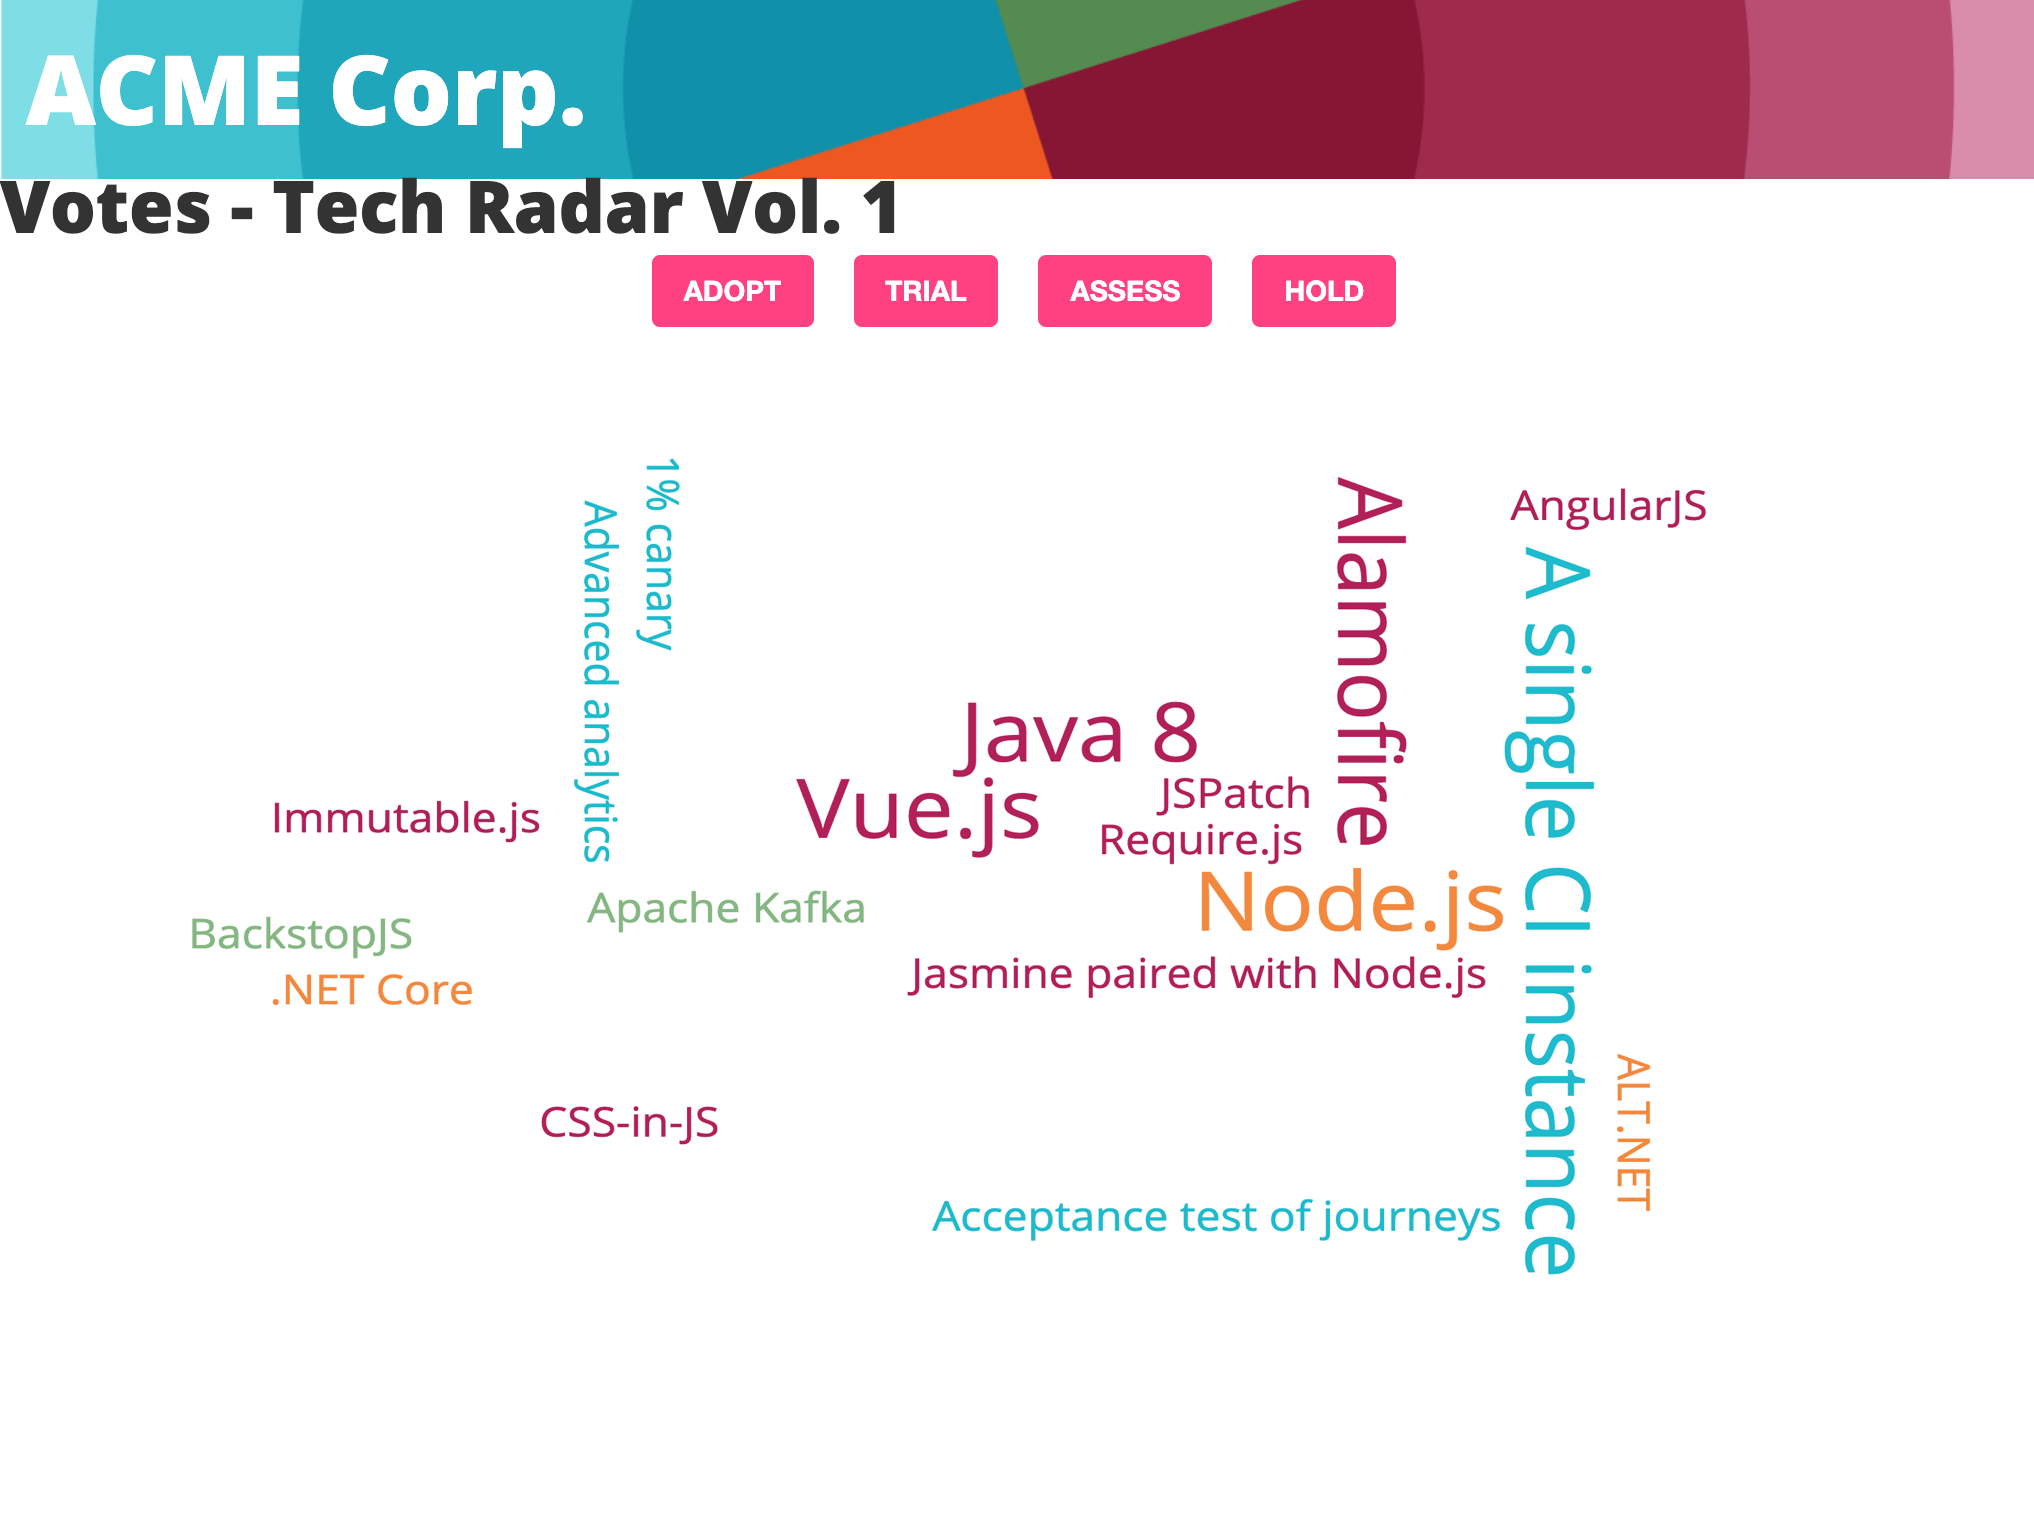 ACME Corp.
Votes - Tech Radar Vol. 1
ADOPT
TRIAL
ASSESS
HOLD
1% canary
Advanced analytics
Alamofire
AngularJS
A single CI instance
Java 8
Vue.js
JSPatch
Require.js
Immutable.js
Apache Kafka
Node.js
BackstopJS
.NET Core
Jasmine paired with Node.js
ALT.NET
CSS-in-JS
Acceptance test of journeys